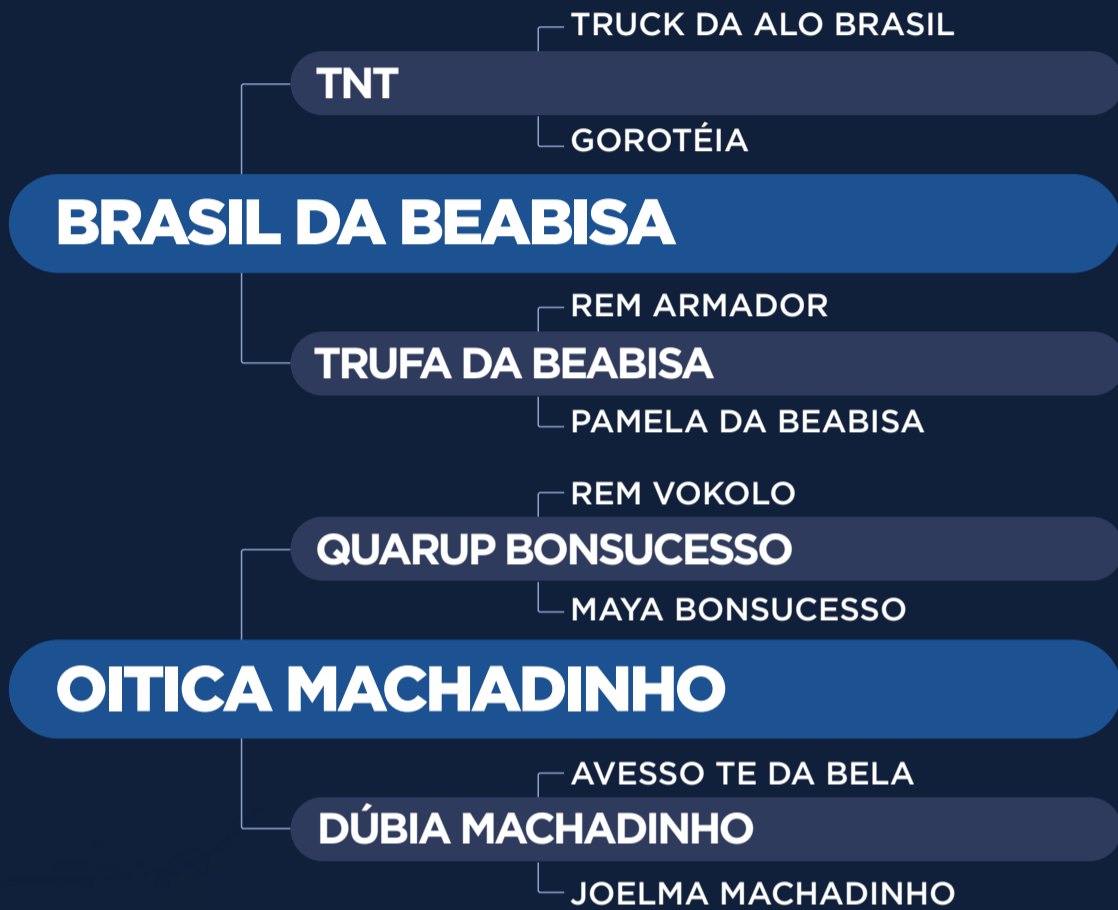 TRUCK DA ALO BRASIL
TNT
GOROTÉIA
BRASIL DA BEABISA
REM ARMADOR
TRUFA DA BEABISA
PAMELA DA BEABISA
REM VOKOLO
QUARUP BONSUCESSO
MAYA BONSUCESSO
OITICA MACHADINHO
AVESSO TE DA BELA
DÚBIA MACHADINHO
JOELMA MACHADINHO